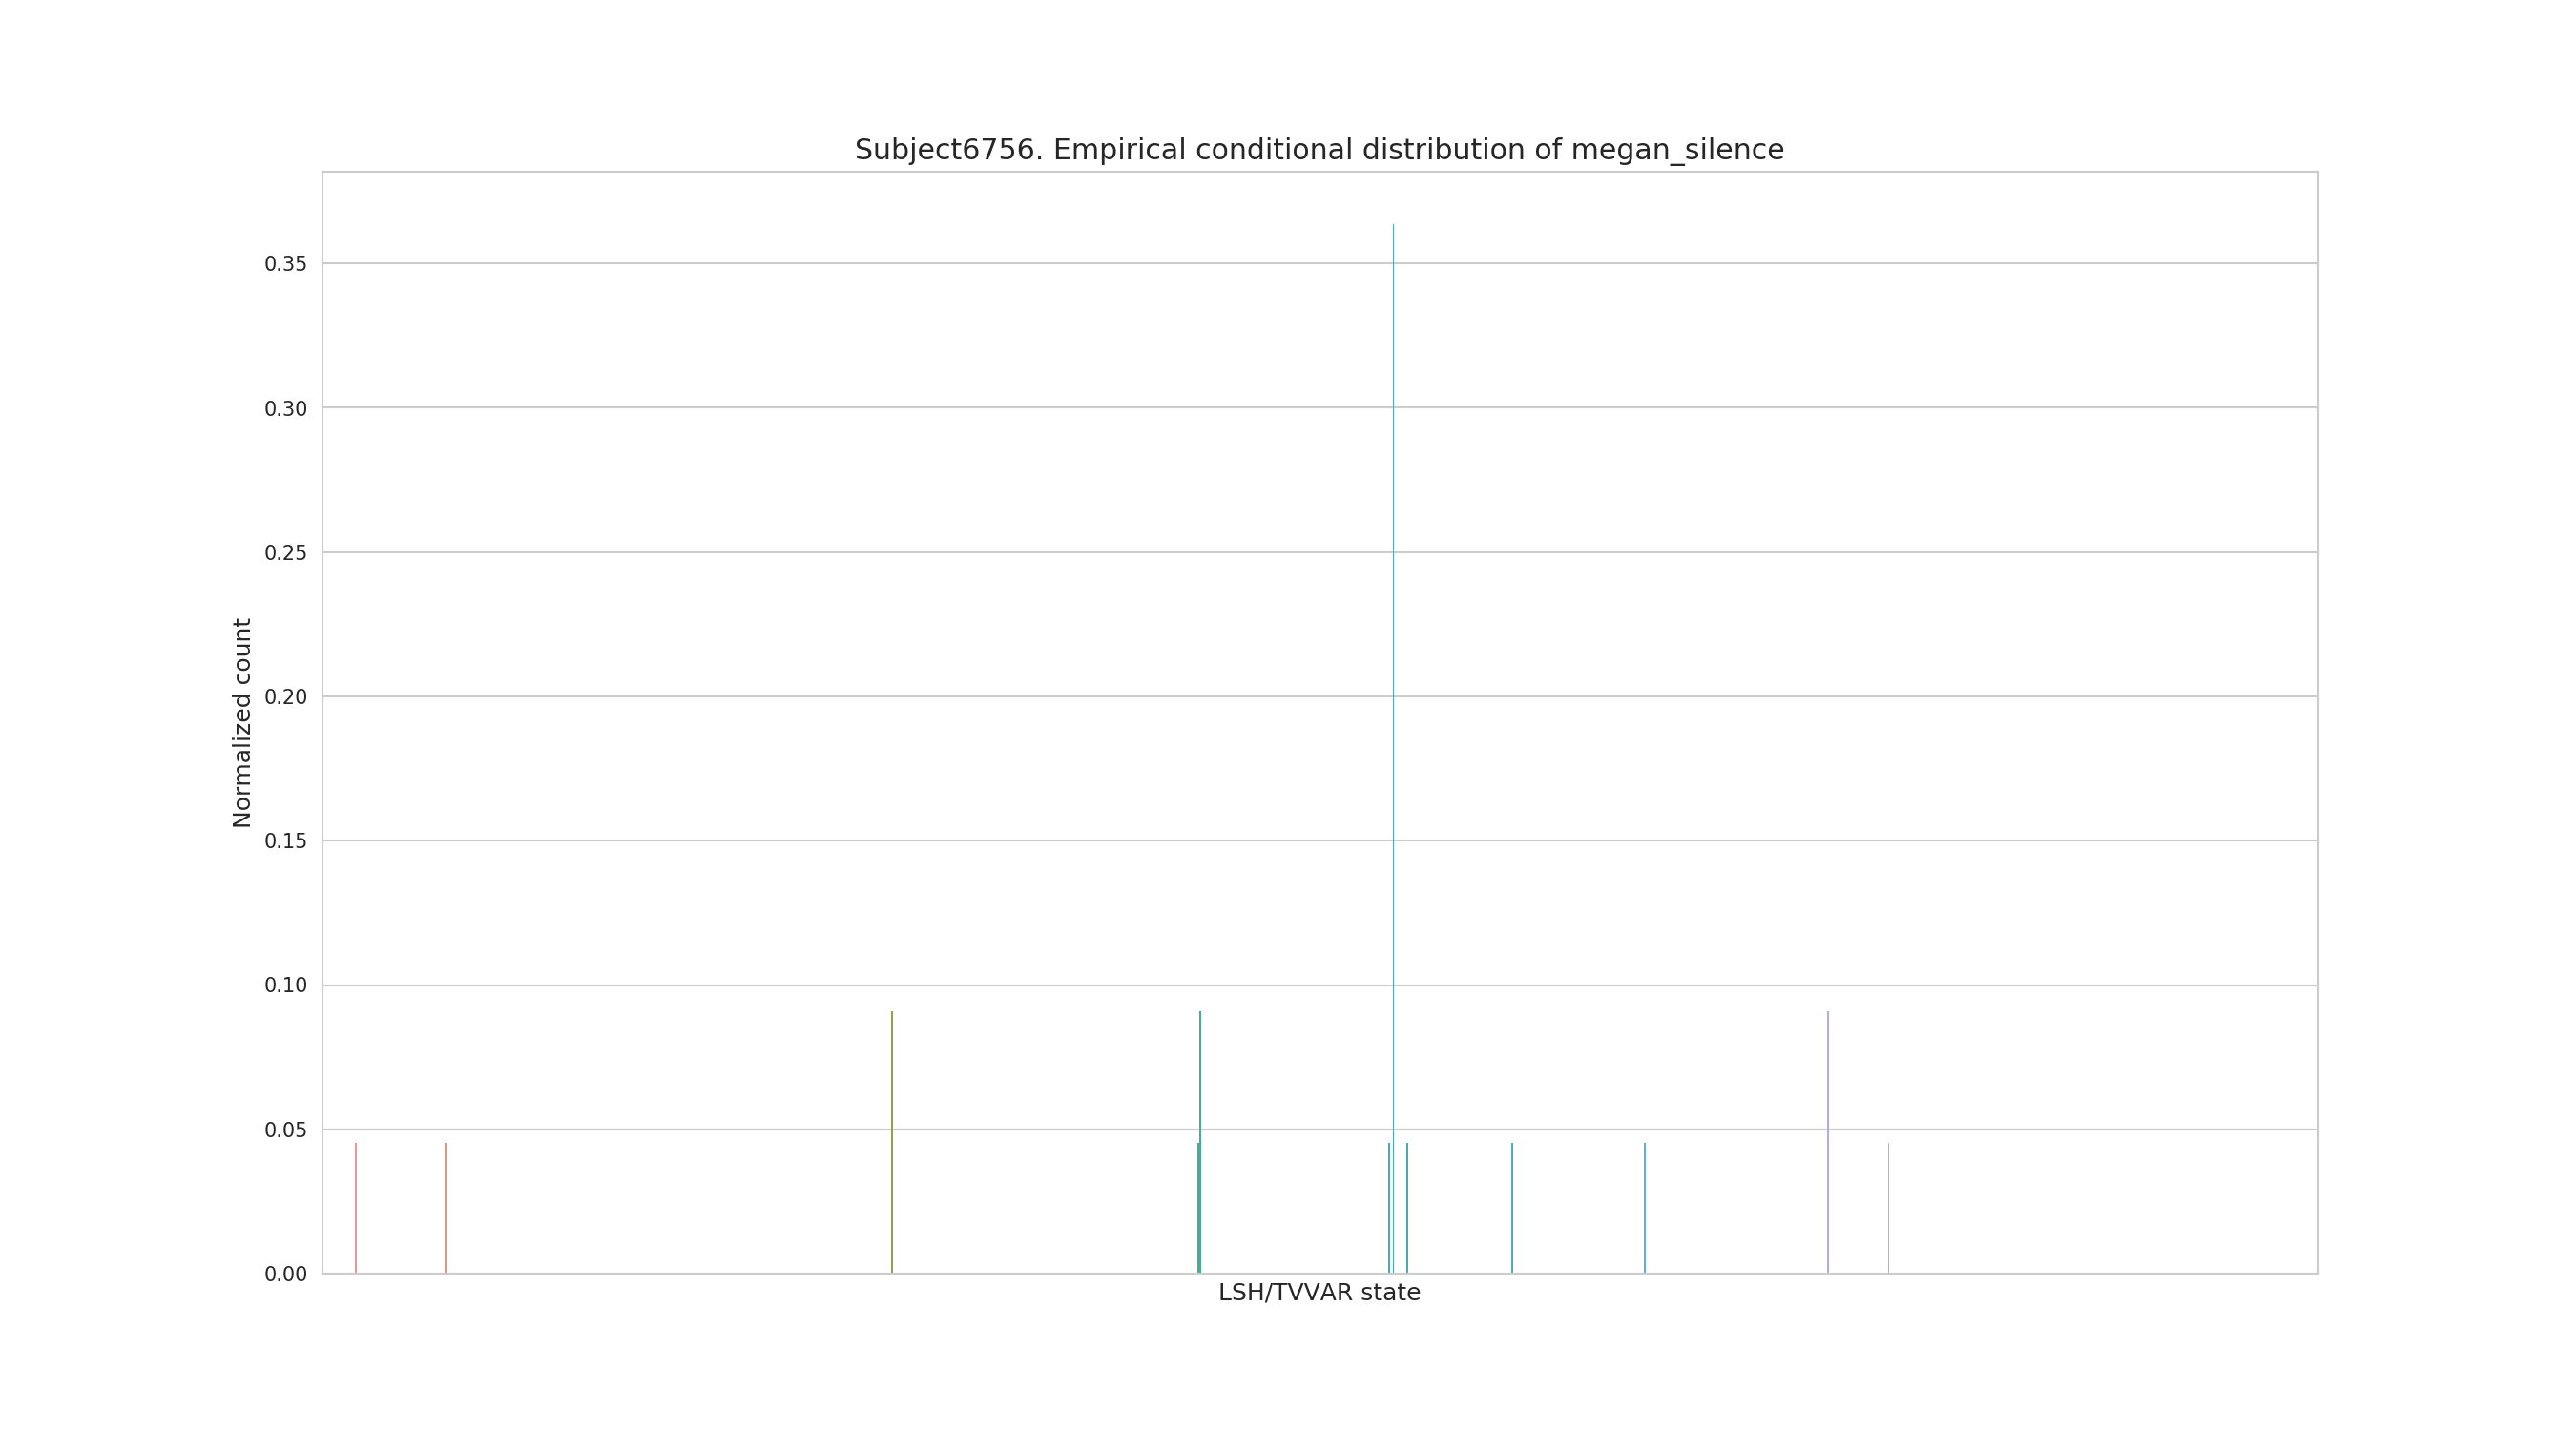 Subject6756. Empirical conditional distribution of megan_silence
0.35
0.30
0.25
0.20
0.15
0.10
0.05
0.00
Normalized count
LSH/TVVAR state